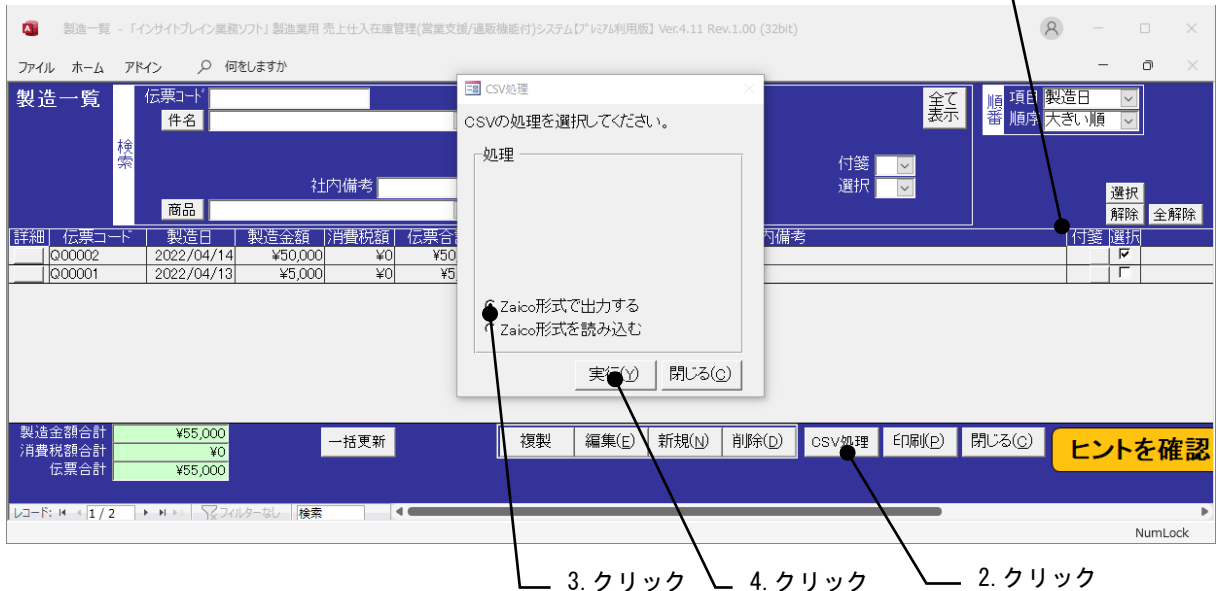 製造一覧 - 「インサイトブレイン業務ソフト」 製造業用 売上仕入在庫管理(営業支援/通販機能付)システム【ﾌﾟﾚﾐｱﾑ利用版】 Ver.4.11 Rev.1.00 (32bit)
ファイル ホーム アドイン 何をしますか
製造一覧
検索
伝票コード
件名
社内備考
商品
付箋
選択
全て表示
順番
項目 製造日
順序 大きい順
選択
解除 全解除
詳細 伝票コード 製造日 製造金額 消費税額 伝票合 内備考 付箋 選択
Q00002 2022/04/14 ¥50,000 ¥0 ¥50
Q00001 2022/04/13 ¥5,000 ¥0 ¥5
CSV処理
CSVの処理を選択してください。
処理
Zaico形式で出力する
Zaico形式を読み込む
実行(Y) 閉じる(C)
製造金額合計 ¥55,000
消費税額合計 ¥0
伝票合計 ¥55,000
一括更新 複製 編集(E) 新規(N) 削除(D) CSV処理 印刷(P) 閉じる(C) ヒントを確認
レコード: 1 / 2 フィルターなし 検索
NumLock
3.クリック 4.クリック 2.クリック